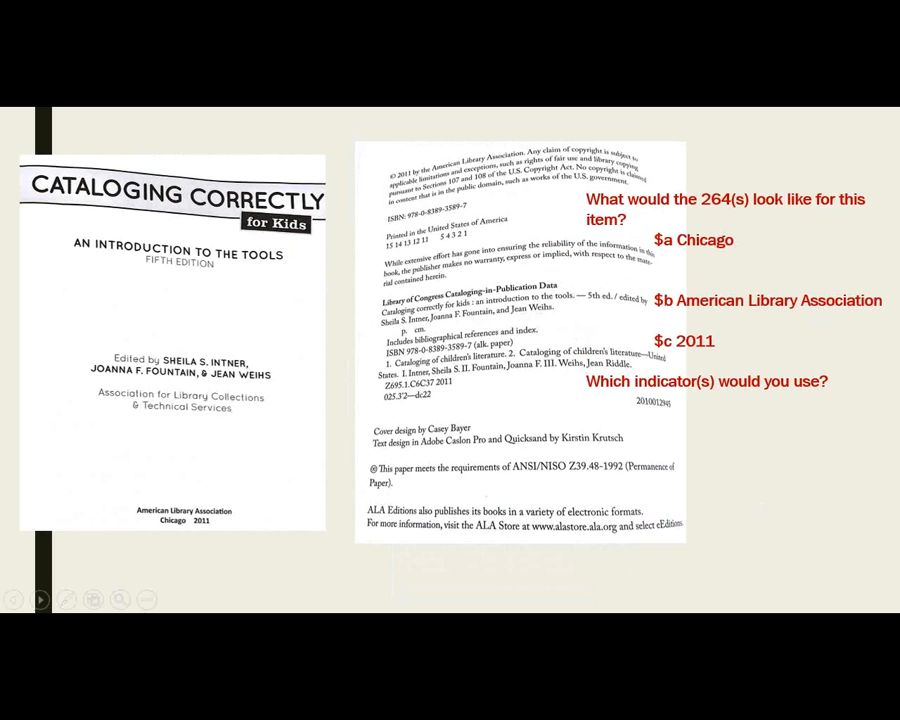 CATALOGING CORRECTLY
for Kids
AN INTRODUCTION TO THE TOOLS
FIFTH EDITION
Edited by SHEILA S. INTNER,
JOANNA F. FOUNTAIN, & JEAN WEIHS
Association for Library Collections
& Technical Services
American Library Association
Chicago 2011
© 2011 by the American Library Association. Any claim of copyright is subject to
applicable limitations and exceptions, such as rights of fair use and library copying
pursuant to Sections 107 and 108 of the U.S. Copyright Act. No copyright is claimed
in content that is in the public domain, such as works of the U.S. government.
ISBN: 978-0-8389-3589-7
Printed in the United States of America
15 14 13 12 11 5 4 3 2 1
While extensive effort has gone into ensuring the reliability of the information in this
book, the publisher makes no warranty, express or implied, with respect to the mate-
rial contained herein.
Library of Congress Cataloging-in-Publication Data
Cataloging correctly for kids : an introduction to the tools. — 5th ed. / edited by
Sheila S. Intner, Joanna F. Fountain, and Jean Weihs.
p. cm.
Includes bibliographical references and index.
ISBN 978-0-8389-3589-7 (alk. paper)
1. Cataloging of children's literature. 2. Cataloging of children's literature—United
States. I. Intner, Sheila S. II. Fountain, Joanna F. III. Weihs, Jean Riddle.
Z695.1.C6C37 2011
025.3'2—dc22
2010012945
Cover design by Casey Bayer
Text design in Adobe Caslon Pro and Quicksand by Kirstin Krutsch
♾ This paper meets the requirements of ANSI/NISO Z39.48-1992 (Permanence of
Paper).
ALA Editions also publishes its books in a variety of electronic formats.
For more information, visit the ALA Store at www.alastore.ala.org and select eEditions.
What would the 264(s) look like for this
item?
$a Chicago
$b American Library Association
$c 2011
Which indicator(s) would you use?